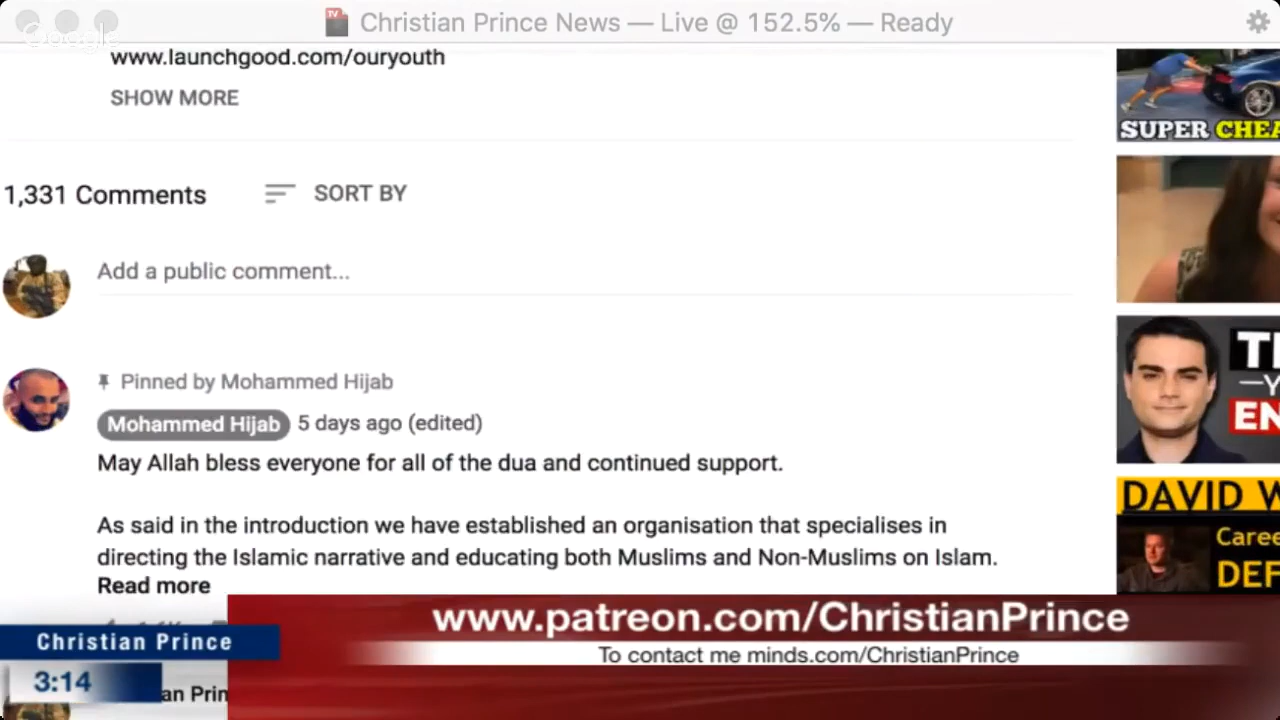 Christian Prince News — Live @ 152.5% — Ready
Google
www.launchgood.com/ouryouth
SHOW MORE
SUPER
1,331 Comments
SORT BY
Add a public comment...
Pinned by Mohammed Hijab
Mohammed Hijab 5 days ago (edited)
May Allah bless everyone for all of the dua and continued support.
As said in the introduction we have established an organisation that specialises in
directing the Islamic narrative and educating both Muslims and Non-Muslims on Islam.
Read more
DAVID
www.patreon.com/ChristianPrince
To contact me minds.com/ChristianPrince
Christian Prince
3:14